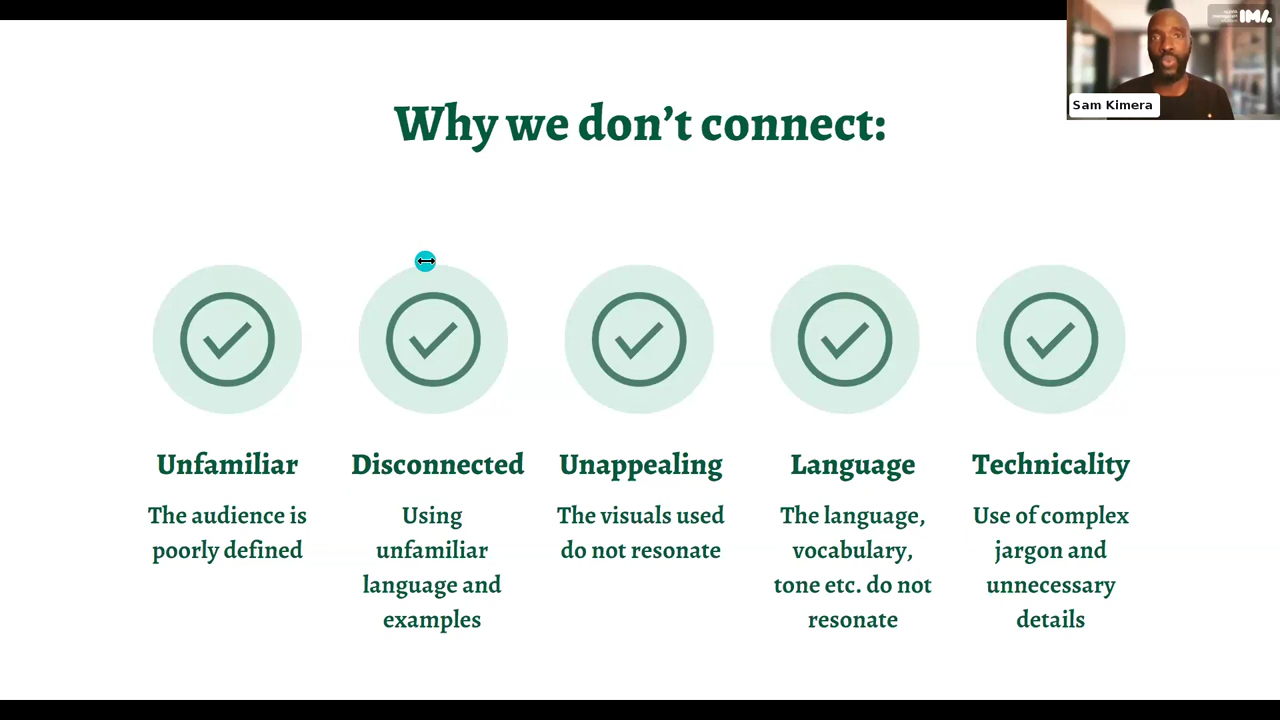 IMA
Sam Kimera
Why we don’t connect:
Unfamiliar
The audience is
poorly defined
Disconnected
Using
unfamiliar
language and
examples
Unappealing
The visuals used
do not resonate
Language
The language,
vocabulary,
tone etc. do not
resonate
Technicality
Use of complex
jargon and
unnecessary
details